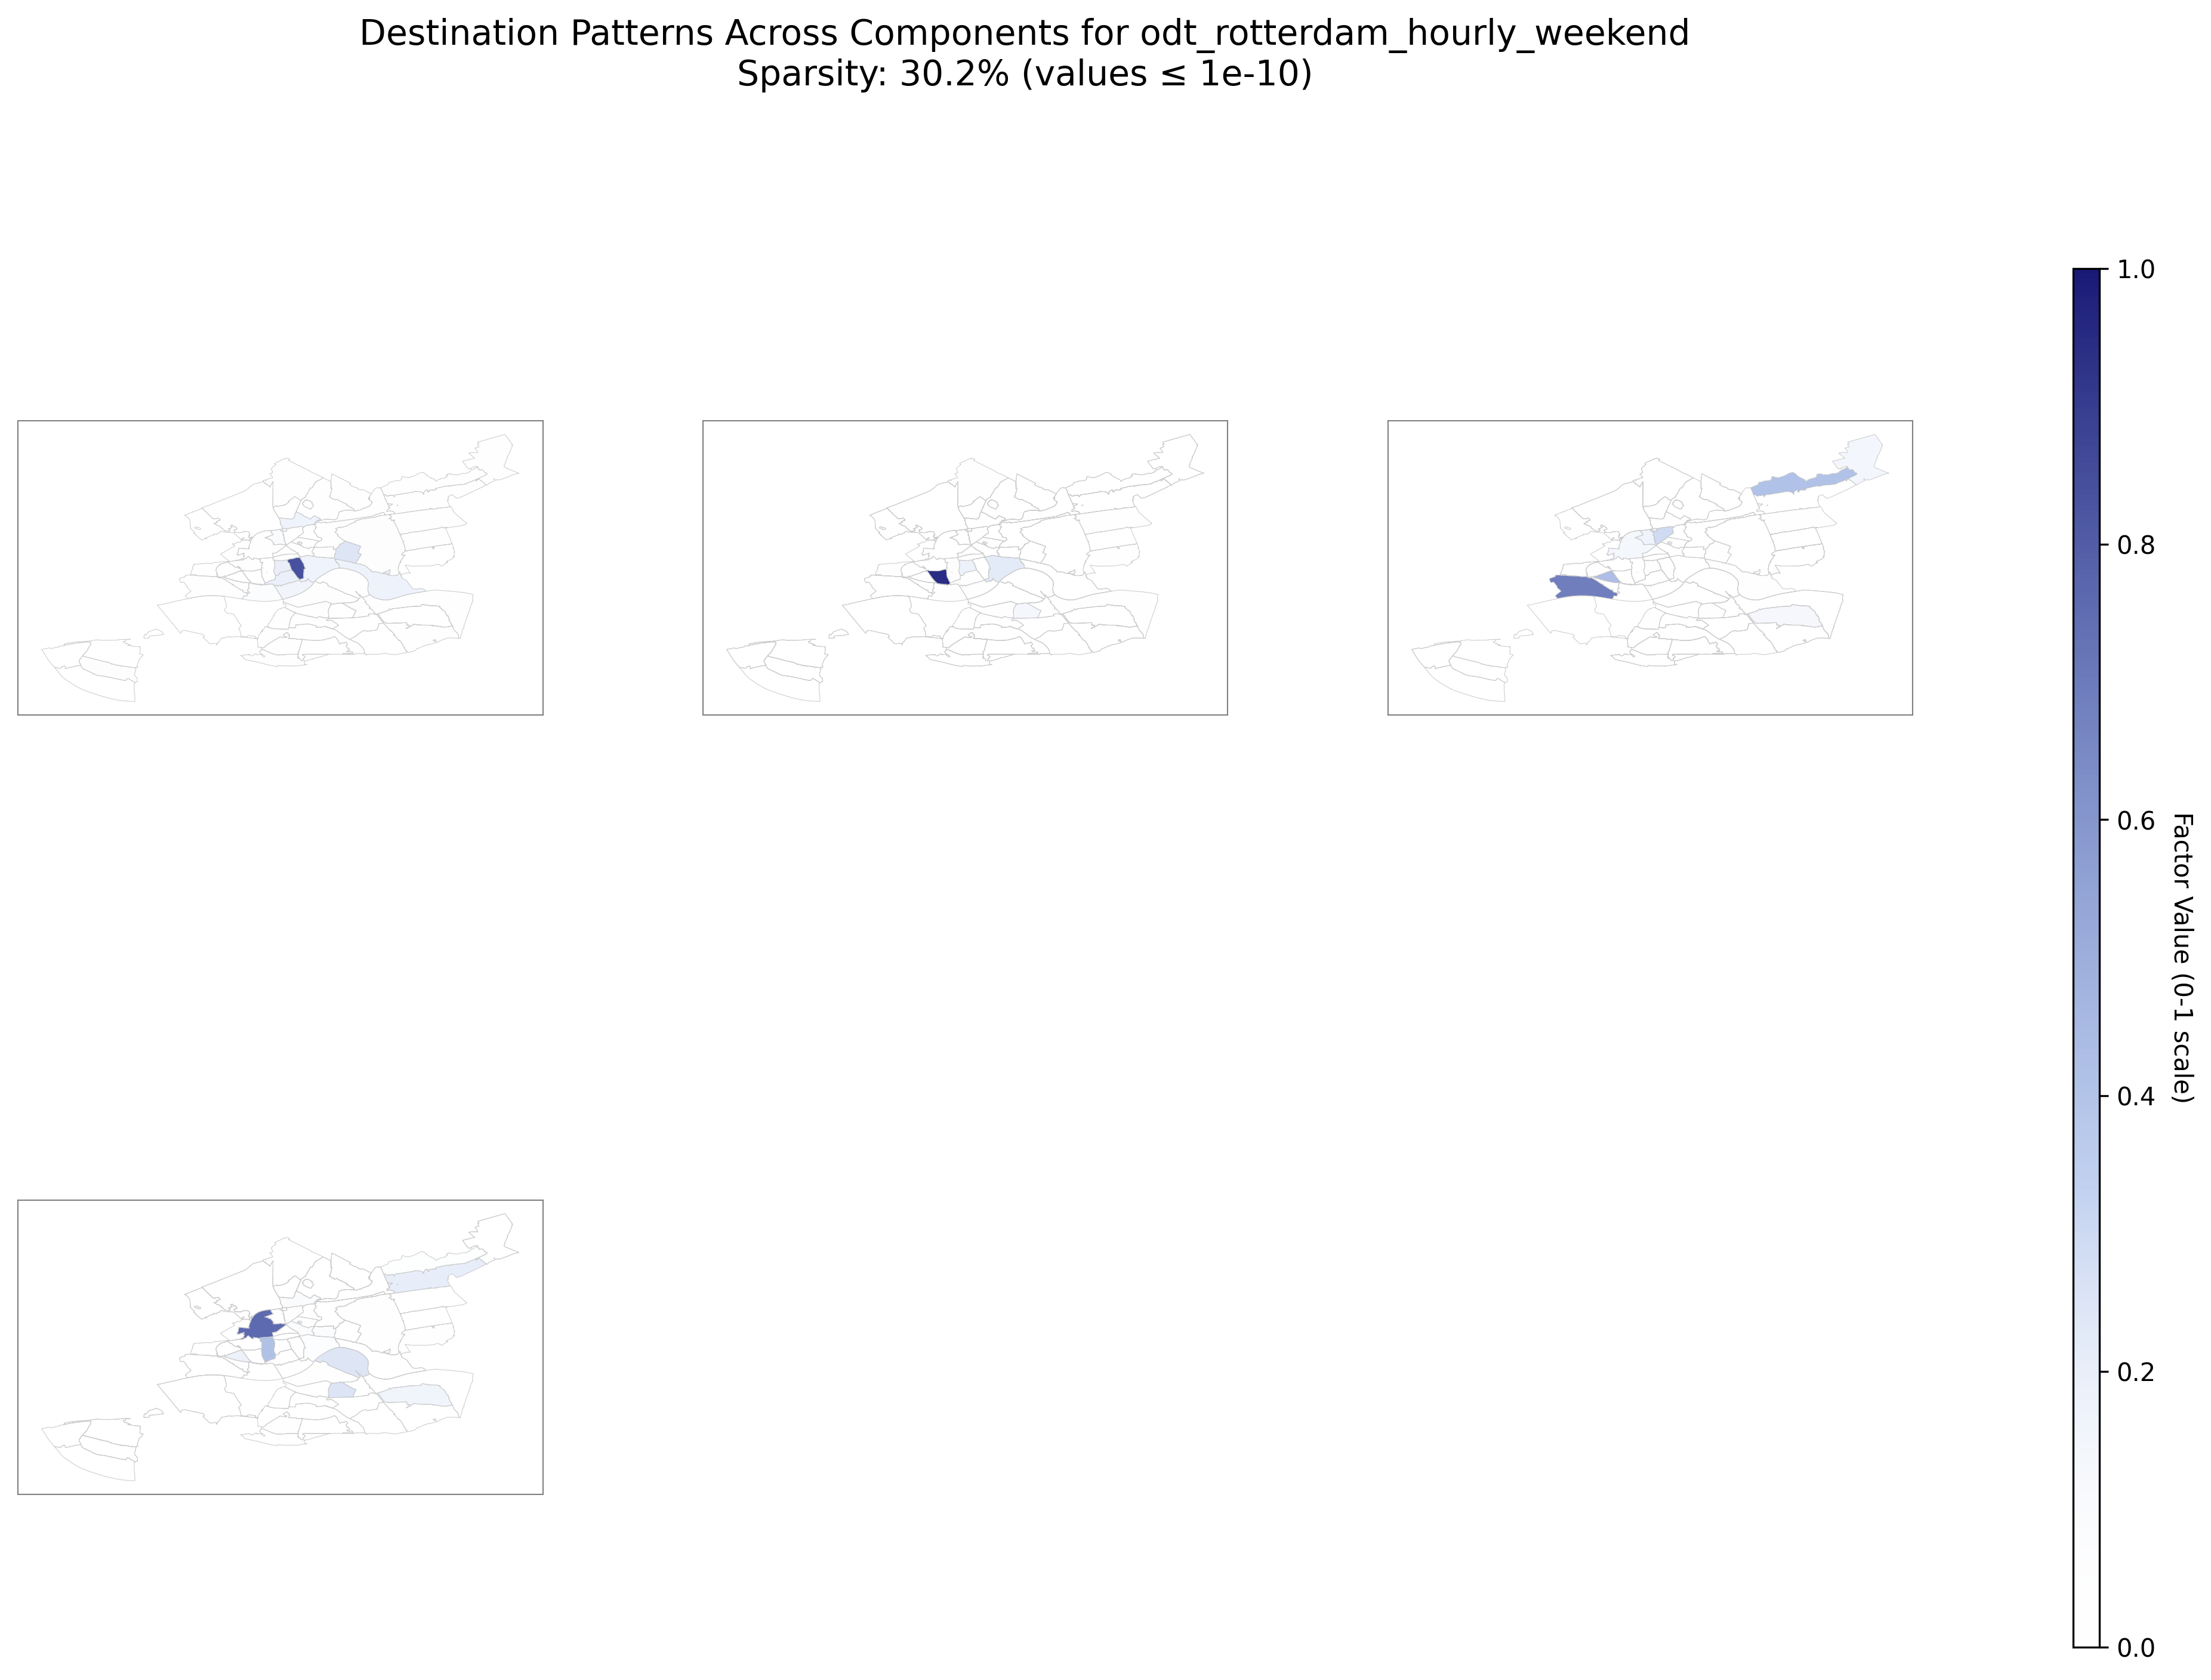 Destination Patterns Across Components for odt_rotterdam_hourly_weekend
Sparsity: 30.2% (values ≤ 1e-10)
1.0
0.8
0.6
0.4
0.2
0.0
Factor Value (0-1 scale)